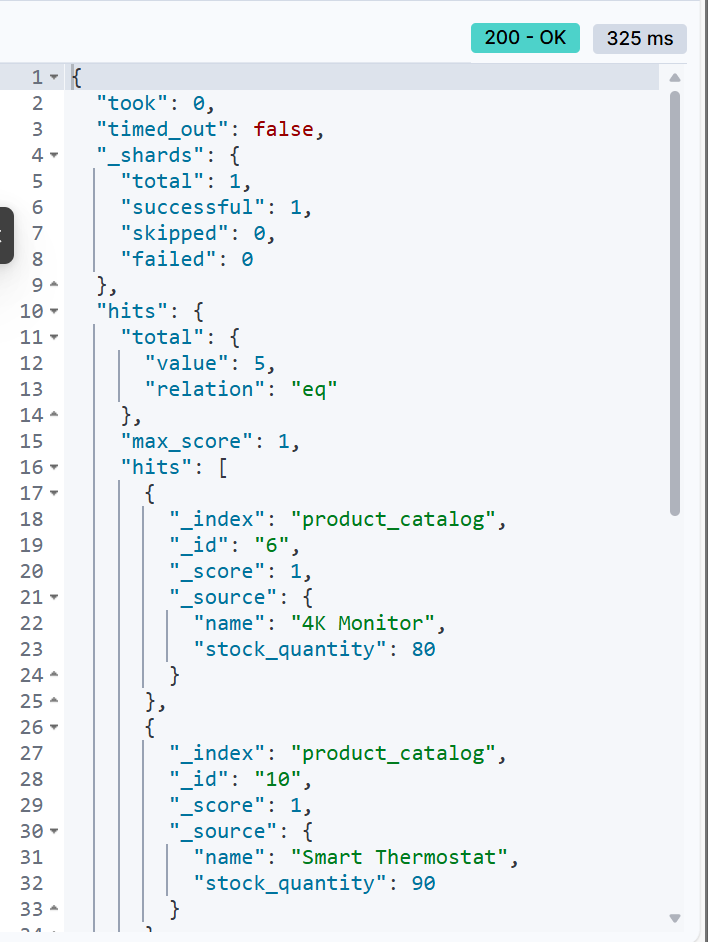 200 - OK 325 ms
1 {
2 "took": 0,
3 "timed_out": false,
4 "_shards": {
5 "total": 1,
6 "successful": 1,
7 "skipped": 0,
8 "failed": 0
9 },
10 "hits": {
11 "total": {
12 "value": 5,
13 "relation": "eq"
14 },
15 "max_score": 1,
16 "hits": [
17 {
18 "_index": "product_catalog",
19 "_id": "6",
20 "_score": 1,
21 "_source": {
22 "name": "4K Monitor",
23 "stock_quantity": 80
24 }
25 },
26 {
27 "_index": "product_catalog",
28 "_id": "10",
29 "_score": 1,
30 "_source": {
31 "name": "Smart Thermostat",
32 "stock_quantity": 90
33 }